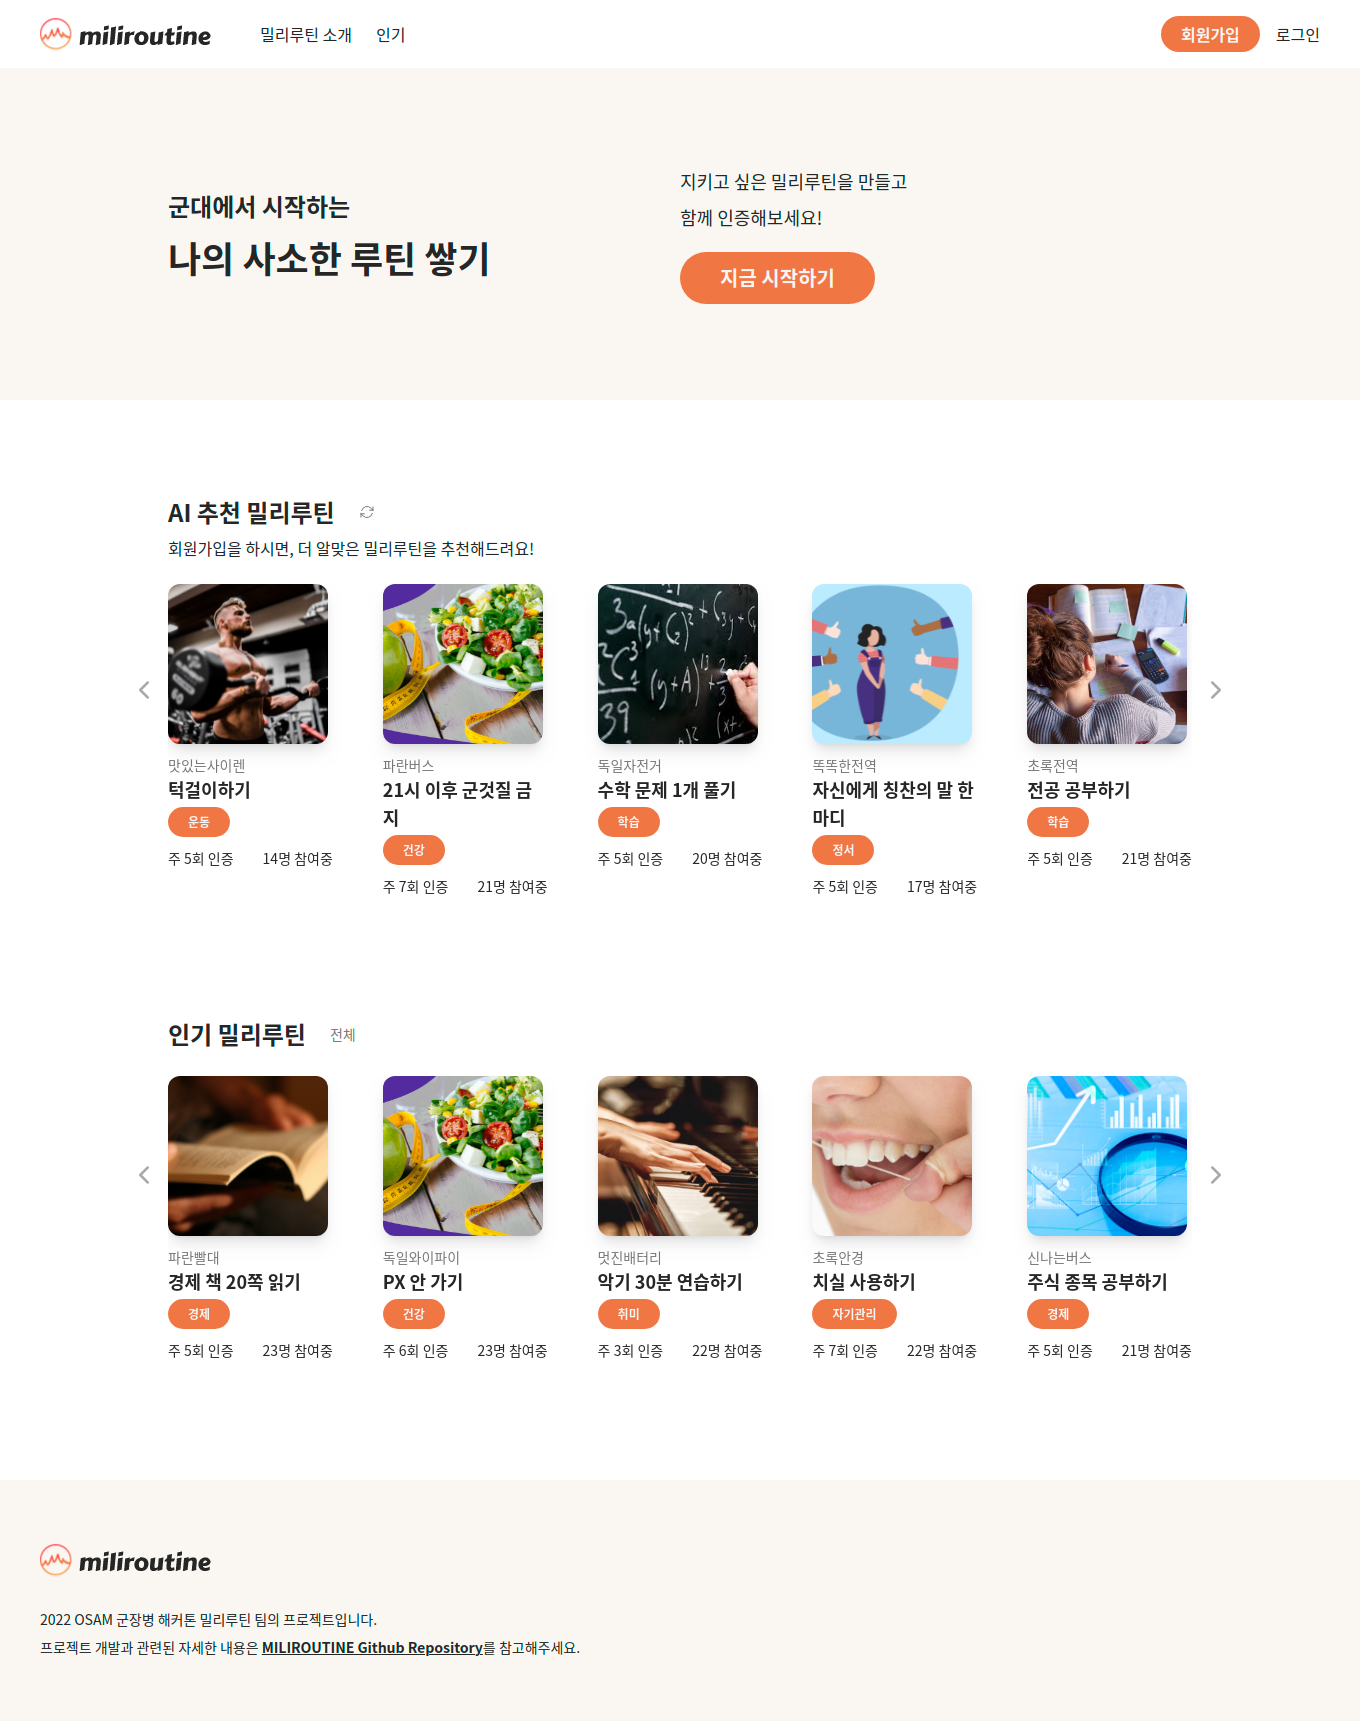 miliroutine
밀리루틴 소개
인기
회원가입
로그인
군대에서 시작하는
나의 사소한 루틴 쌓기
지키고 싶은 밀리루틴을 만들고
함께 인증해보세요!
지금 시작하기
AI 추천 밀리루틴
회원가입을 하시면, 더 알맞은 밀리루틴을 추천해드려요!
맛있는사이렌
턱걸이하기
운동
주 5회 인증 14명 참여중
파란버스
21시 이후 군것질 금
지
건강
주 7회 인증 21명 참여중
독일자전거
수학 문제 1개 풀기
학습
주 5회 인증 20명 참여중
똑똑한전역
자신에게 칭찬의 말 한
마디
정서
주 5회 인증 17명 참여중
초록전역
전공 공부하기
학습
주 5회 인증 21명 참여중
인기 밀리루틴
전체
파란빨대
경제 책 20쪽 읽기
경제
주 5회 인증 23명 참여중
독일와이파이
PX 안 가기
건강
주 6회 인증 23명 참여중
멋진배터리
악기 30분 연습하기
취미
주 3회 인증 22명 참여중
초록안경
치실 사용하기
자기관리
주 7회 인증 22명 참여중
신나는버스
주식 종목 공부하기
경제
주 5회 인증 21명 참여중
miliroutine
2022 OSAM 군장병 해커톤 밀리루틴 팀의 프로젝트입니다.
프로젝트 개발과 관련된 자세한 내용은 MILIROUTINE Github Repository를 참고해주세요.